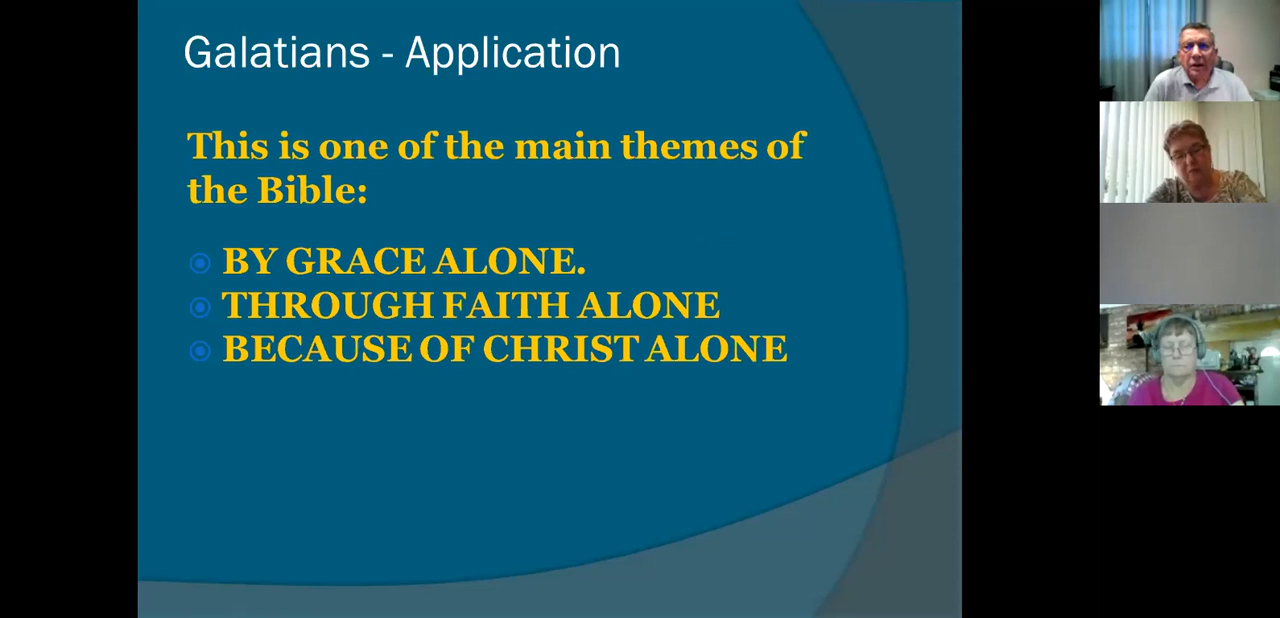 Galatians - Application
This is one of the main themes of
the Bible:
BY GRACE ALONE.
THROUGH FAITH ALONE
BECAUSE OF CHRIST ALONE